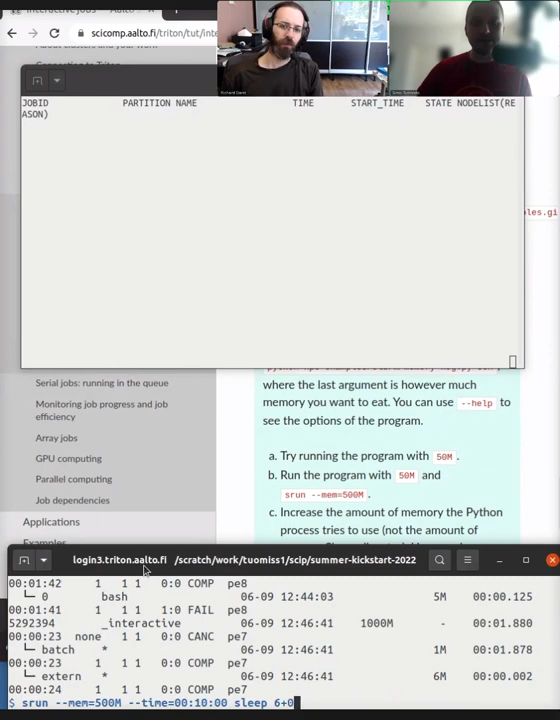 Interactive jobs — Aalto
scicomp.aalto.fi/triton/tut/inte
Richard Darst
JOBID PARTITION NAME TIME START_TIME STATE NODELIST(RE
ASON)
ples.gi
where the last argument is however much
memory you want to eat. You can use --help to
see the options of the program.
a. Try running the program with 50M .
b. Run the program with 50M and
srun --mem=500M .
c. Increase the amount of memory the Python
process tries to use (not the amount of
Serial jobs: running in the queue
Monitoring job progress and job
efficiency
Array jobs
GPU computing
Parallel computing
Job dependencies
Applications
Examples
login3.triton.aalto.fi /scratch/work/tuomiss1/scip/summer-kickstart-2022
00:01:42 1 1 1 0:0 COMP pe8
└─ 0 bash 06-09 12:44:03 5M 00:00.125
00:01:41 1 1 1 1:0 FAIL pe8
5292394 _interactive 06-09 12:46:41 1000M - 00:01.880
00:00:23 none 1 1 1 0:0 CANC pe7
└─ batch * 06-09 12:46:41 1M 00:01.878
00:00:23 1 1 1 0:0 COMP pe7
└─ extern * 06-09 12:46:41 6M 00:00.002
00:00:24 1 1 1 0:0 COMP pe7
$ srun --mem=500M --time=00:10:00 sleep 6+0